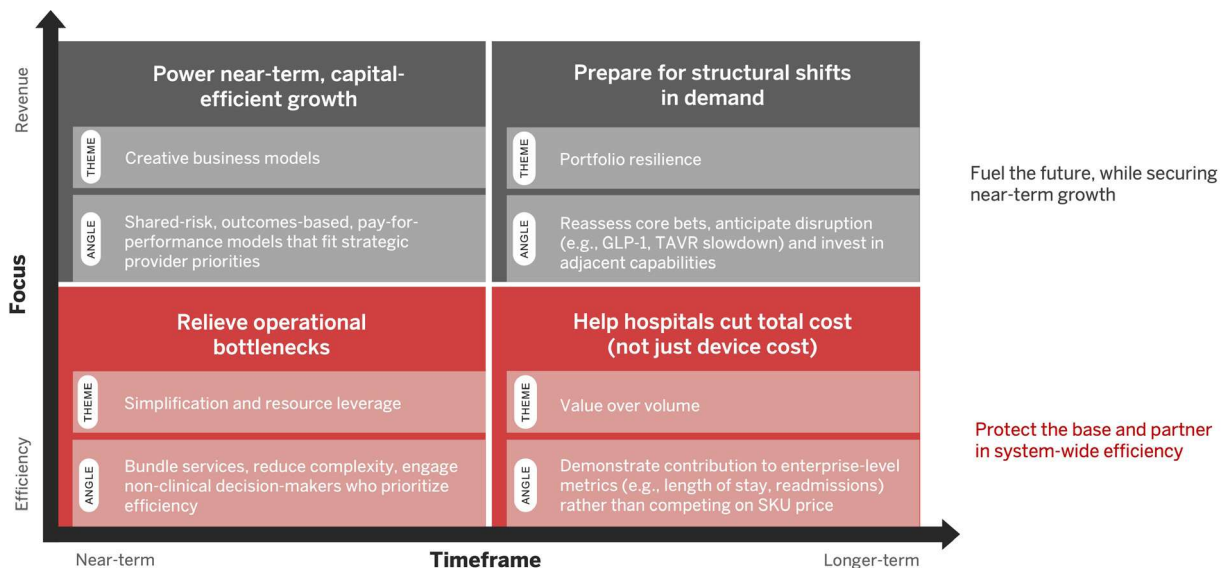 Revenue
Focus
Efficiency
Power near-term, capital-
efficient growth
THEME
Creative business models
ANGLE
Shared-risk, outcomes-based, pay-for-
performance models that fit strategic
provider priorities
Prepare for structural shifts
in demand
THEME
Portfolio resilience
ANGLE
Reassess core bets, anticipate disruption
(e.g., GLP-1, TAVR slowdown) and invest in
adjacent capabilities
Fuel the future, while securing
near-term growth
Relieve operational
bottlenecks
THEME
Simplification and resource leverage
ANGLE
Bundle services, reduce complexity, engage
non-clinical decision-makers who prioritize
efficiency
Help hospitals cut total cost
(not just device cost)
THEME
Value over volume
ANGLE
Demonstrate contribution to enterprise-level
metrics (e.g., length of stay, readmissions)
rather than competing on SKU price
Protect the base and partner
in system-wide efficiency
Near-term
Timeframe
Longer-term